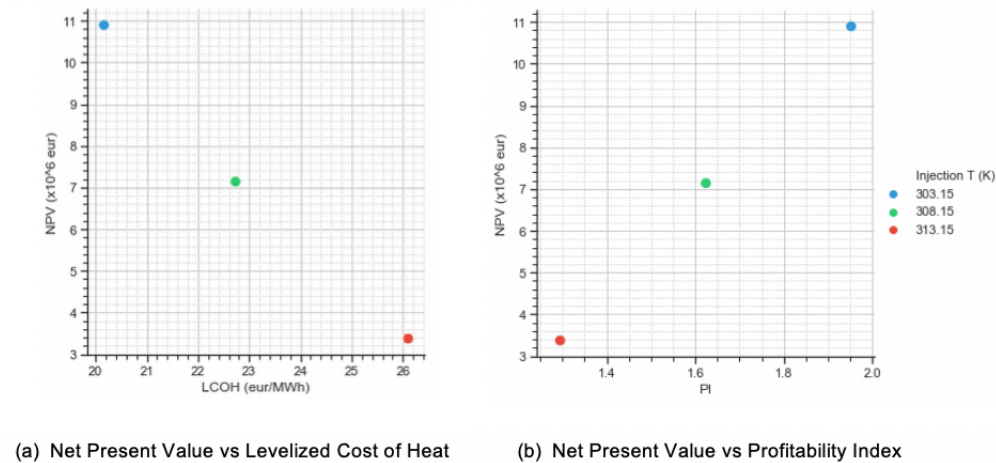 11
10
9
8
7
6
5
4
3
NPV (x10^6 eur)
20 21 22 23 24 25 26
LCOH (eur/MWh)
11
10
9
8
7
6
5
4
3
NPV (x10^6 eur)
1.4 1.6 1.8 2.0
PI
Injection T (K)
303.15
308.15
313.15
(a) Net Present Value vs Levelized Cost of Heat
(b) Net Present Value vs Profitability Index